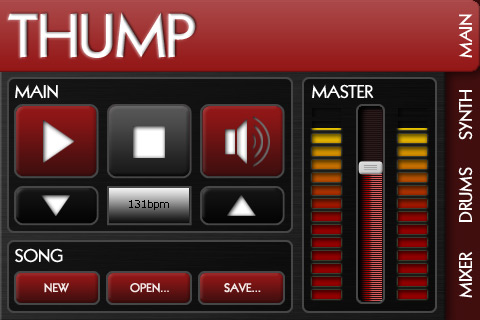 THUMP
MAIN
MAIN
131bpm
SONG
NEW
OPEN...
SAVE...
MASTER
SYNTH
DRUMS
MIXER